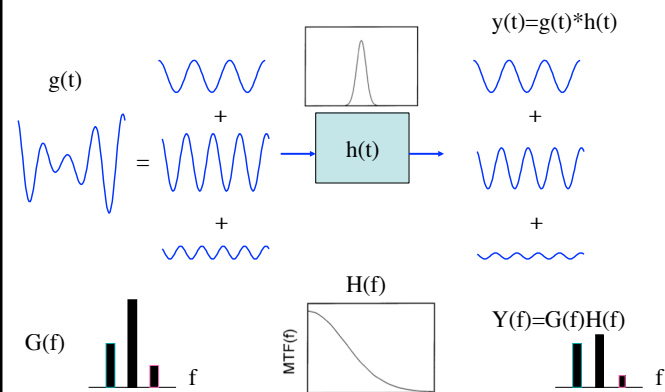 y(t)=g(t)*h(t)
g(t)
+
+
=
h(t)
+
+
H(f)
MTF(f)
G(f)
f
Y(f)=G(f)H(f)
f